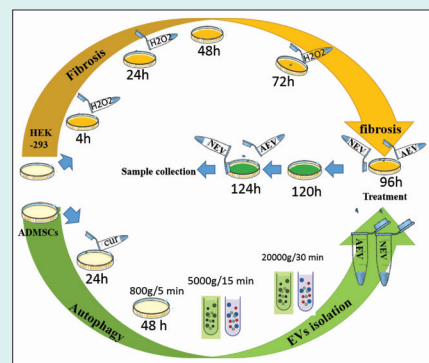 Fibrosis
48h
H2O2
24h
H2O2
72h
H2O2
4h
HEK
-293
fibrosis
NEV
AEV
Sample collection
NEV
AEV
124h
120h
96h
Treatment
ADMSCs
cur
24h
800g/5 min
48 h
5000g/15 min
20000g/30 min
AEV
NEV
Autophagy
EVs isolation